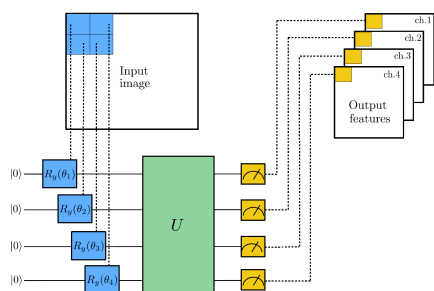 ch.1
ch.2
ch.3
ch.4
Input
image
Output
features
|0⟩ R_y(θ_1)
|0⟩ R_y(θ_2)
U
|0⟩ R_y(θ_3)
|0⟩ R_y(θ_4)